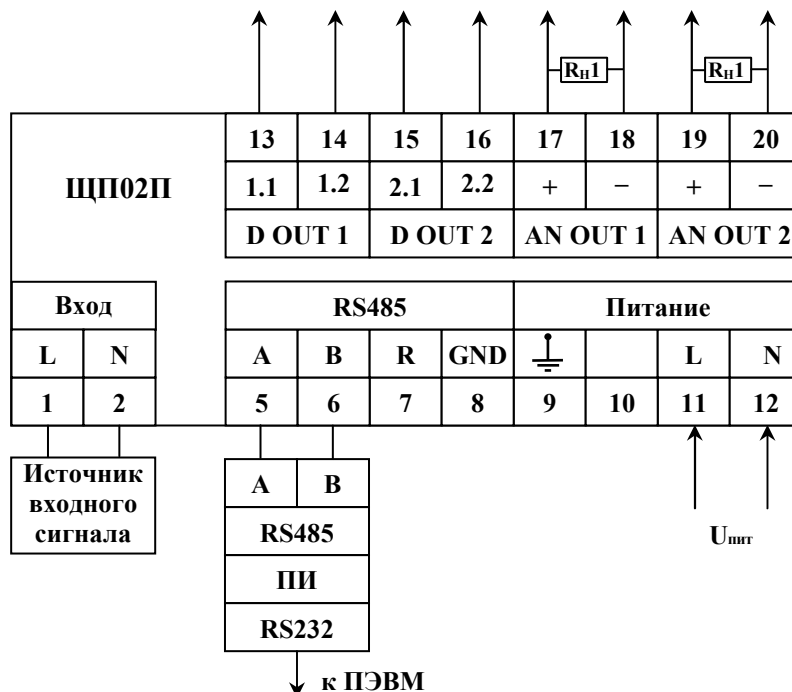 Rн1 Rн1
13 14 15 16 17 18 19 20
ЩП02П
1.1 1.2 2.1 2.2 + − + −
D OUT 1 D OUT 2 AN OUT 1 AN OUT 2
Вход RS485 Питание
L N A B R GND L N
1 2 5 6 7 8 9 10 11 12
Источник
входного
сигнала
A B
RS485
ПИ
RS232
Uпит
к ПЭВМ